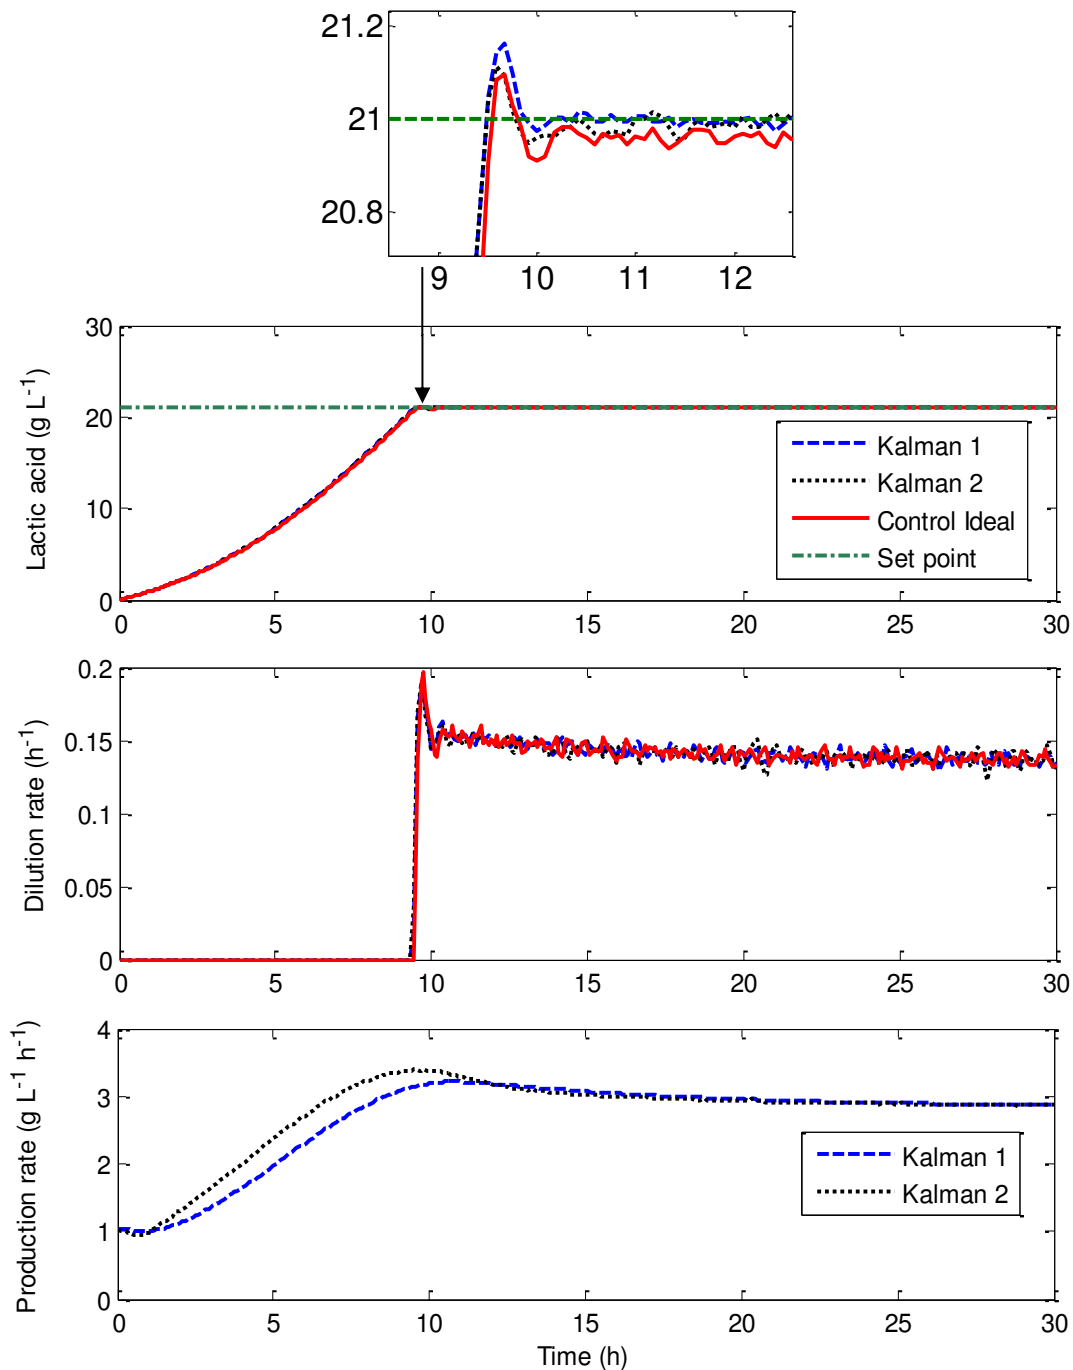 21.2
21
20.8
9 10 11 12
30
20
10
0
Lactic acid (g L-1)
Kalman 1
Kalman 2
Control Ideal
Set point
0 5 10 15 20 25 30
0.2
0.15
0.1
0.05
0
Dilution rate (h-1)
0 5 10 15 20 25 30
4
3
2
1
0
Production rate (g L-1 h-1)
Kalman 1
Kalman 2
0 5 10 15 20 25 30
Time (h)